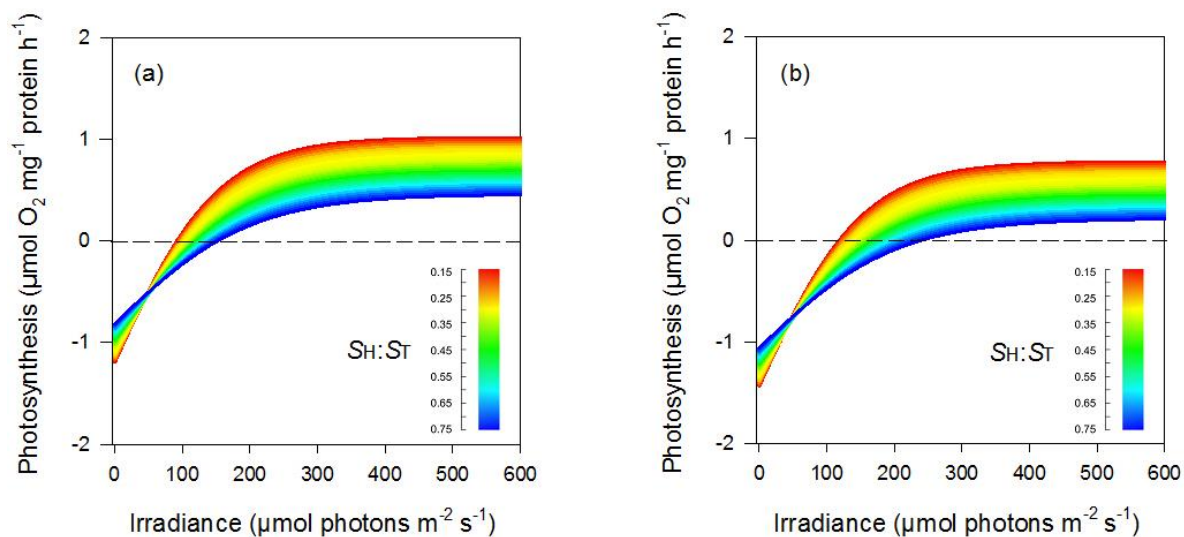 Photosynthesis (μmol O₂ mg⁻¹ protein h⁻¹)
2
1
0
-1
-2
(a)
0.15
0.25
0.35
0.45
0.55
0.65
0.75
SH:ST
0 100 200 300 400 500 600
Irradiance (μmol photons m⁻² s⁻¹)
Photosynthesis (μmol O₂ mg⁻¹ protein h⁻¹)
2
1
0
-1
-2
(b)
0.15
0.25
0.35
0.45
0.55
0.65
0.75
SH:ST
0 100 200 300 400 500 600
Irradiance (μmol photons m⁻² s⁻¹)